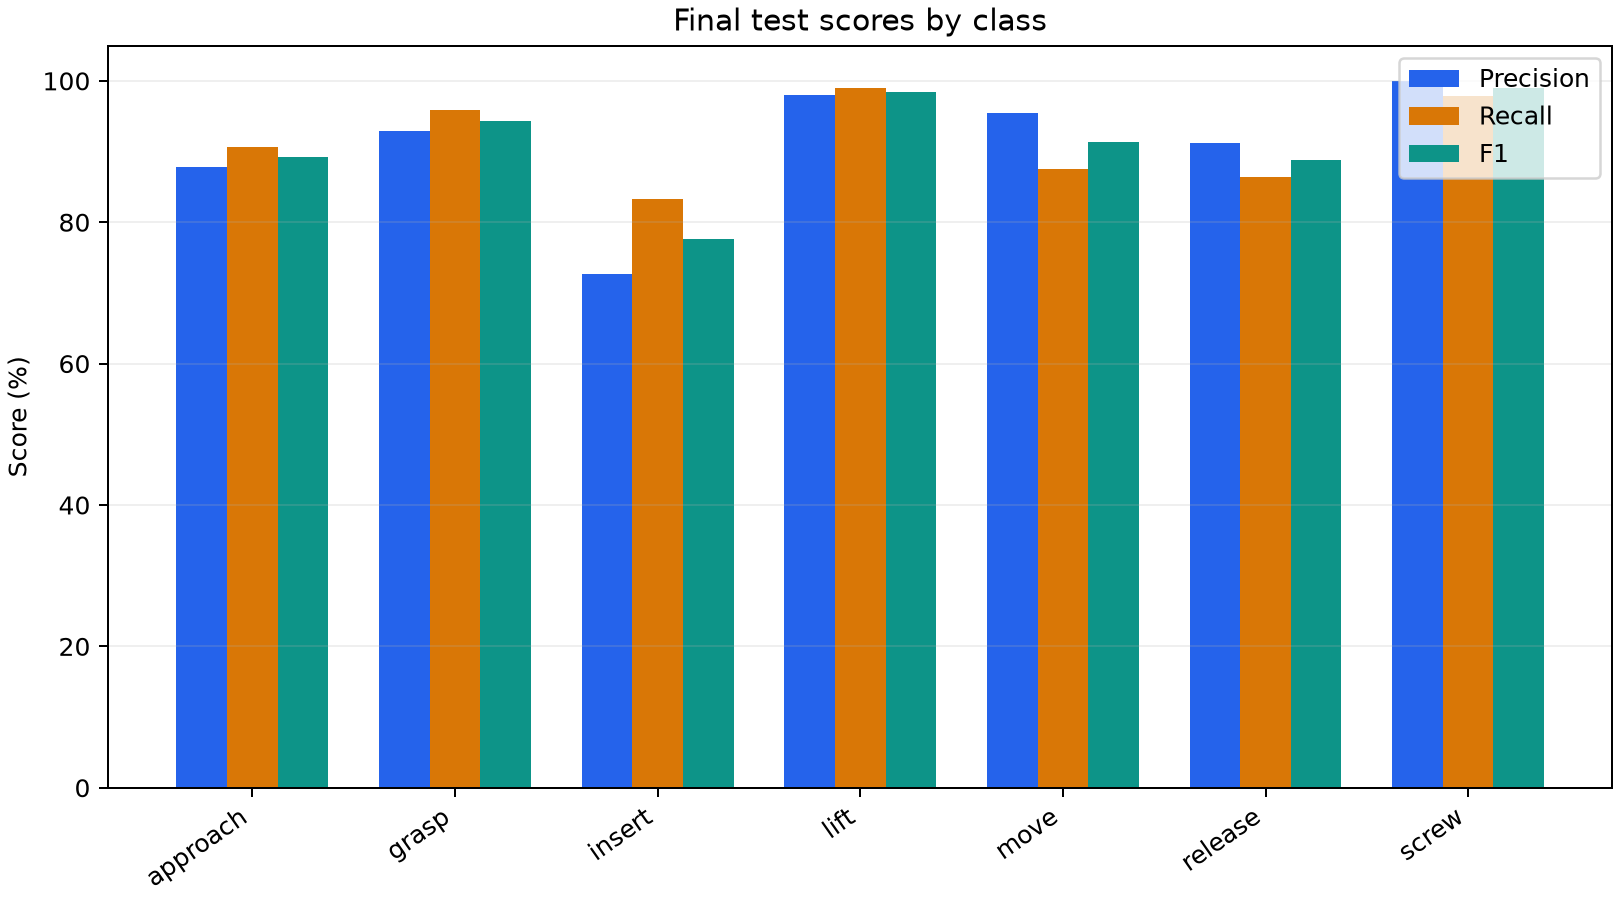 Final test scores by class
Score (%)
100
80
60
40
20
0
Precision
Recall
F1
approach
grasp
insert
lift
move
release
screw